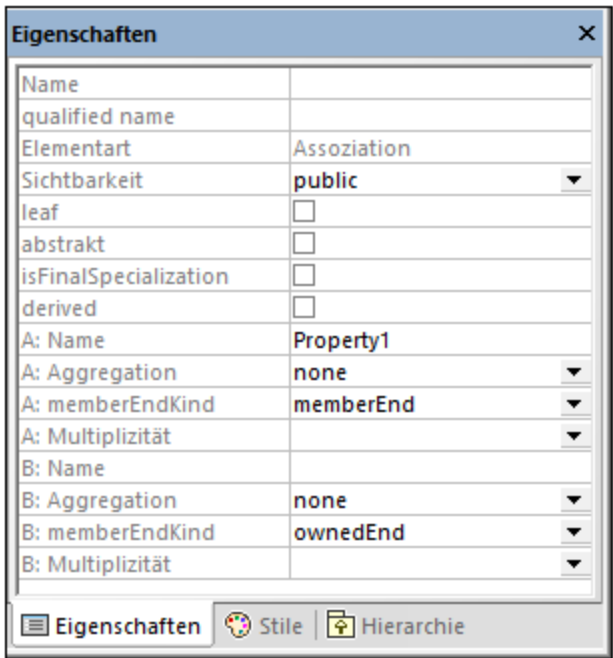 Eigenschaften
Name
qualified name
Elementart Assoziation
Sichtbarkeit public
leaf
abstrakt
isFinalSpecialization
derived
A: Name Property1
A: Aggregation none
A: memberEndKind memberEnd
A: Multiplizität
B: Name
B: Aggregation none
B: memberEndKind ownedEnd
B: Multiplizität
Eigenschaften Stile Hierarchie